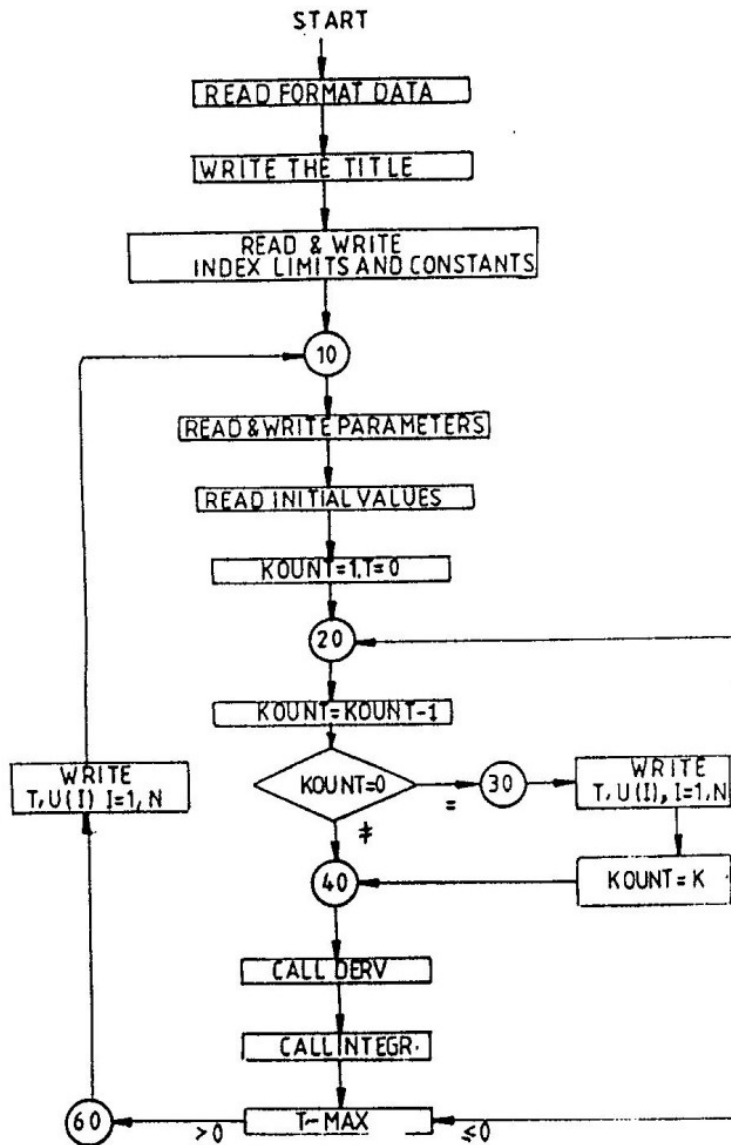 START
READ FORMAT DATA
WRITE THE TITLE
READ & WRITE
INDEX LIMITS AND CONSTANTS
10
READ & WRITE PARAMETERS
READ INITIAL VALUES
KOUNT=1,T=0
20
KOUNT=KOUNT-1
WRITE
T,U(I) I=1,N
KOUNT=0
=
30
WRITE
T,U(I), I=1,N
≠
40
KOUNT=K
CALL DERV
CALL INTEGR.
60
>0
T-MAX
≤0